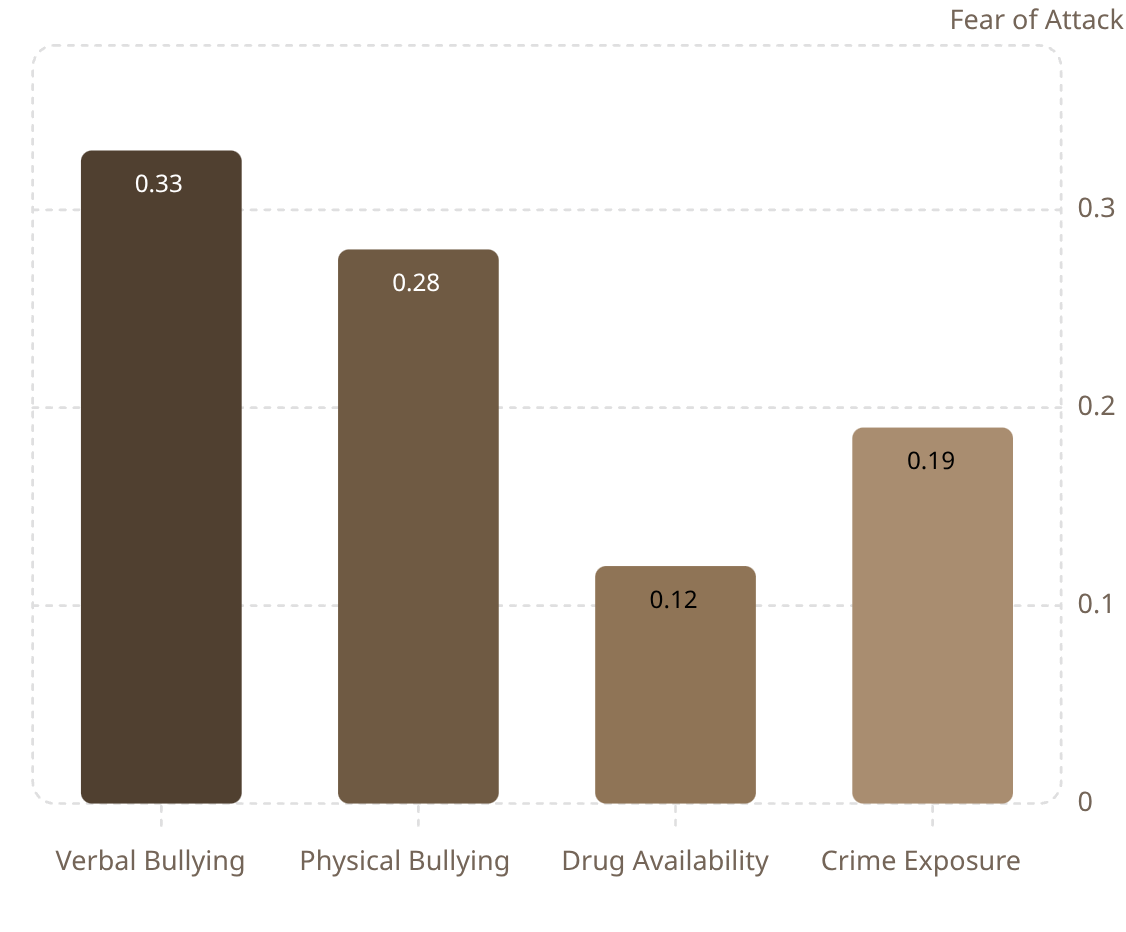 Fear of Attack
0.33
0.3
0.28
0.2
0.19
0.12
0.1
0
Verbal Bullying
Physical Bullying
Drug Availability
Crime Exposure